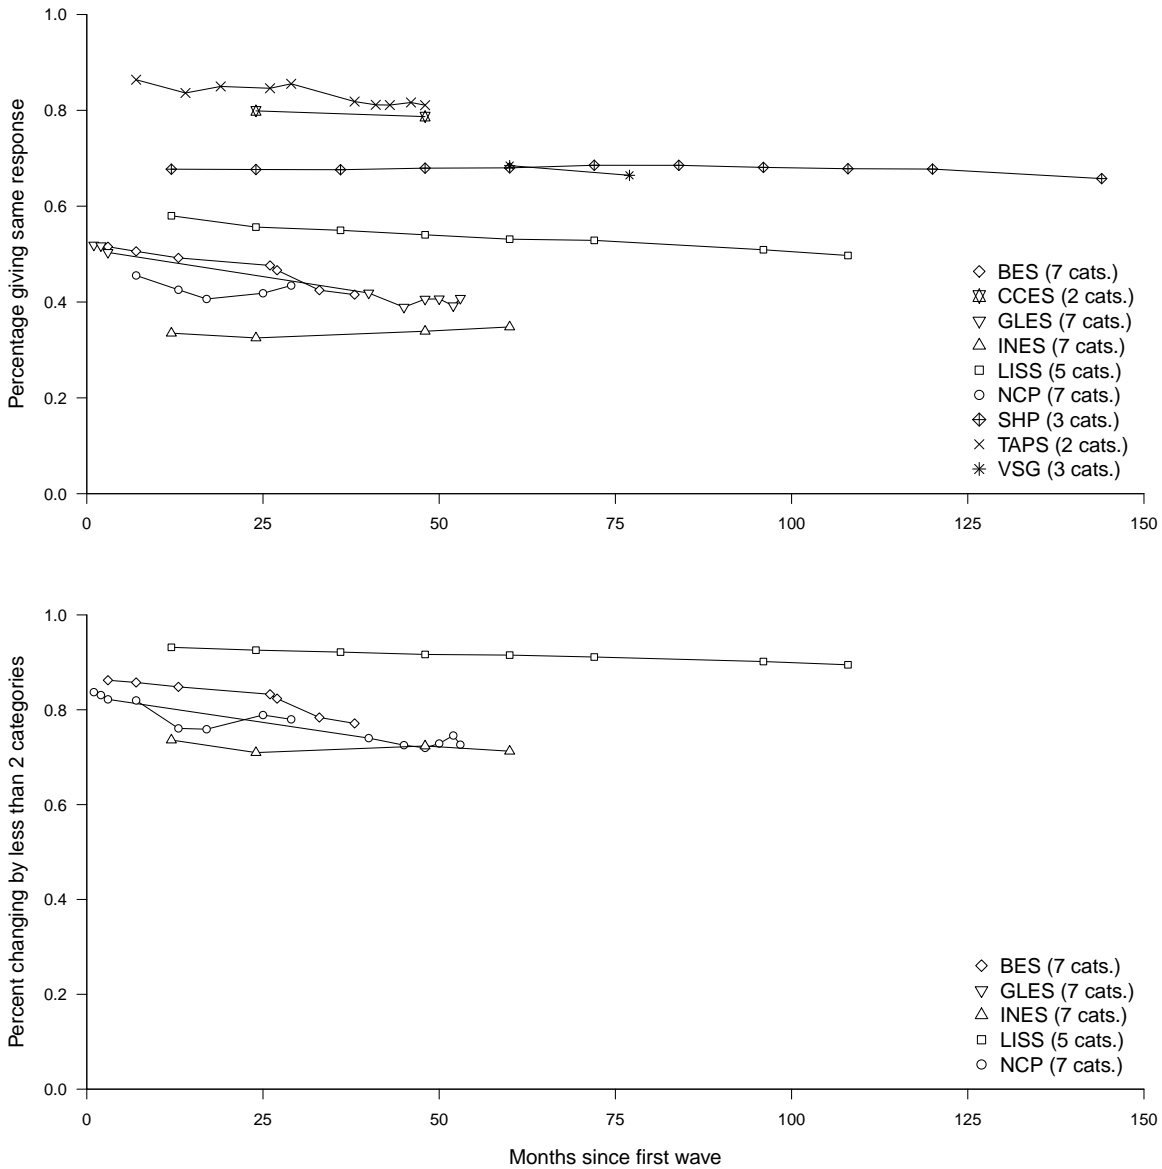 Percentage giving same response
1.0
0.8
0.6
0.4
0.2
0.0
BES (7 cats.)
CCES (2 cats.)
GLES (7 cats.)
INES (7 cats.)
LISS (5 cats.)
NCP (7 cats.)
SHP (3 cats.)
TAPS (2 cats.)
VSG (3 cats.)
0 25 50 75 100 125 150
Percent changing by less than 2 categories
1.0
0.8
0.6
0.4
0.2
0.0
BES (7 cats.)
GLES (7 cats.)
INES (7 cats.)
LISS (5 cats.)
NCP (7 cats.)
0 25 50 75 100 125 150
Months since first wave